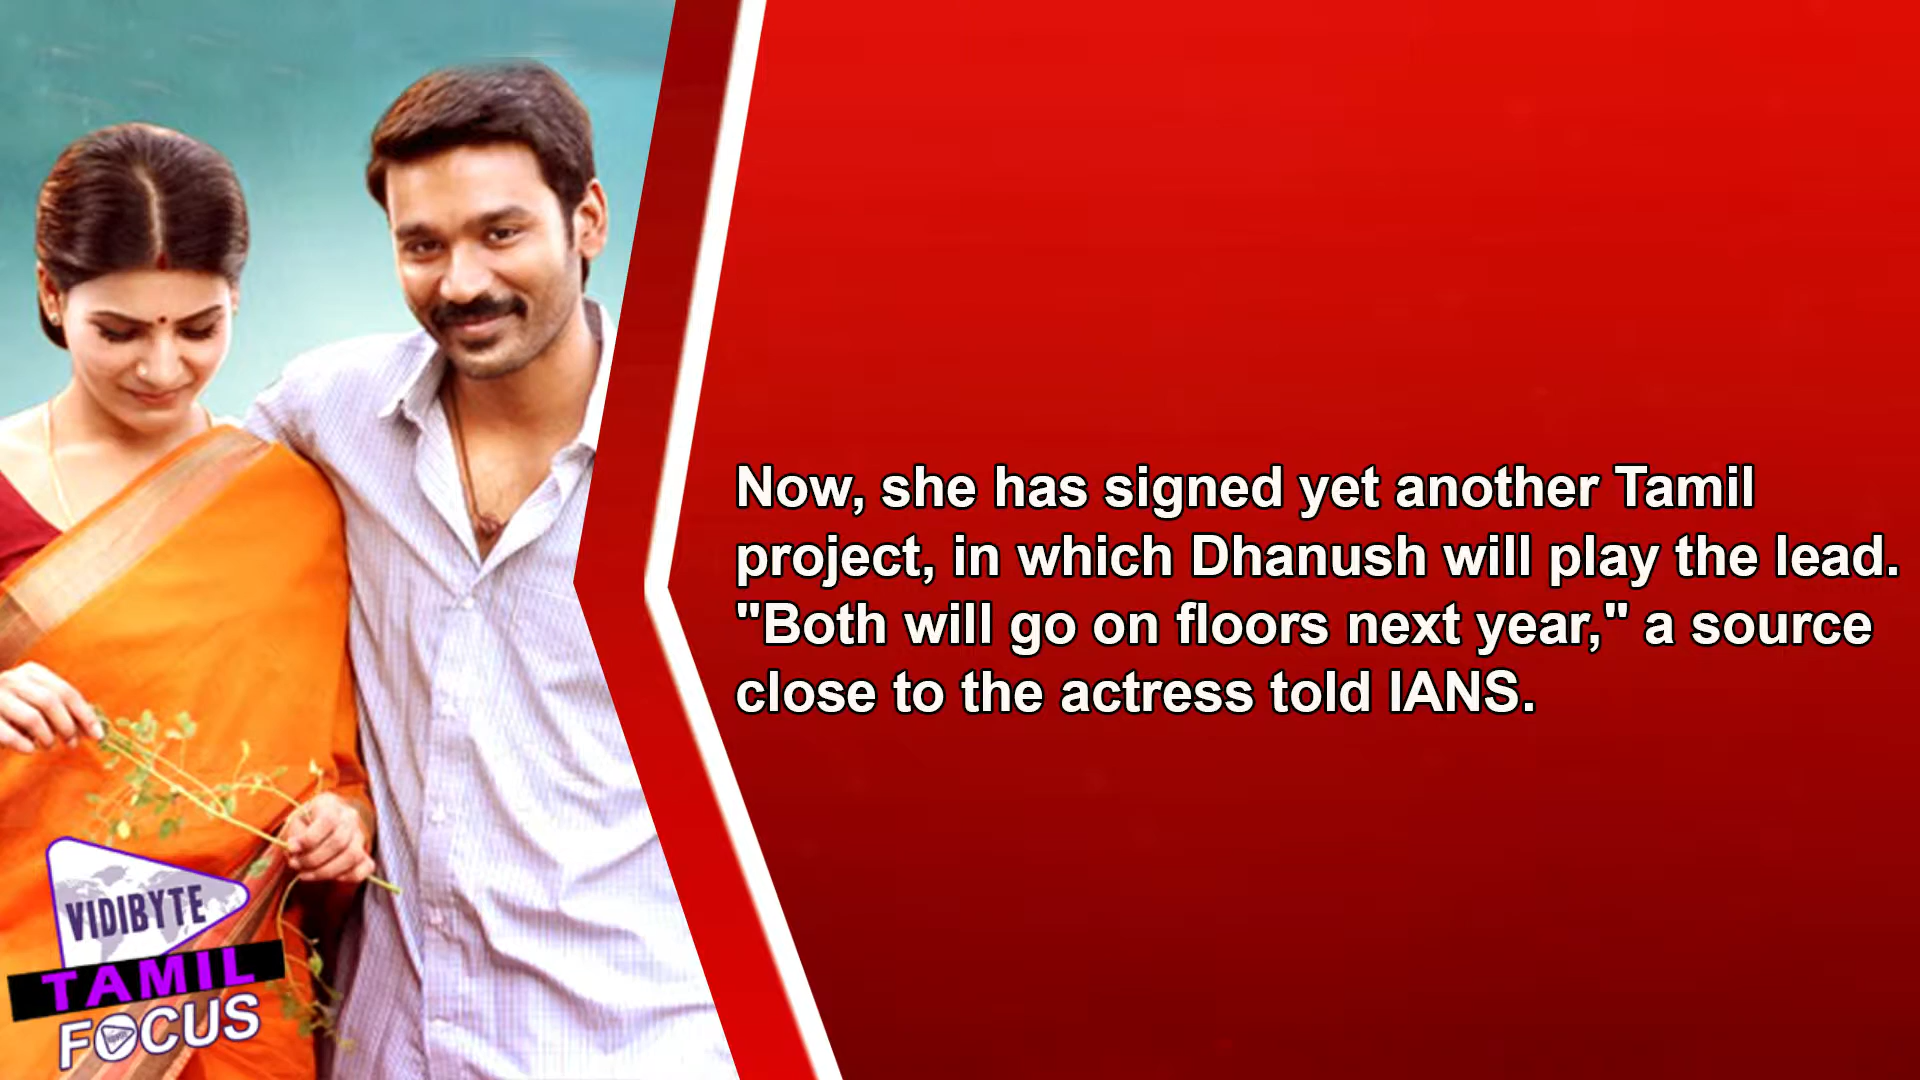 Now, she has signed yet another Tamil
project, in which Dhanush will play the lead.
"Both will go on floors next year," a source
close to the actress told IANS.
VIDIBYTE
TAMIL
FOCUS